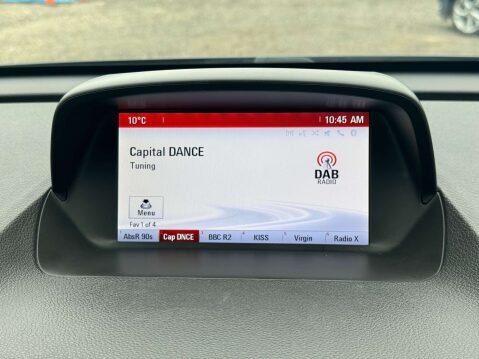 10°C
10:45 AM
Capital DANCE
Tuning
DAB
RADIO
Menu
Fav 1 of 4
AbsR 90s Cap DNCE BBC R2 KISS Virgin Radio X